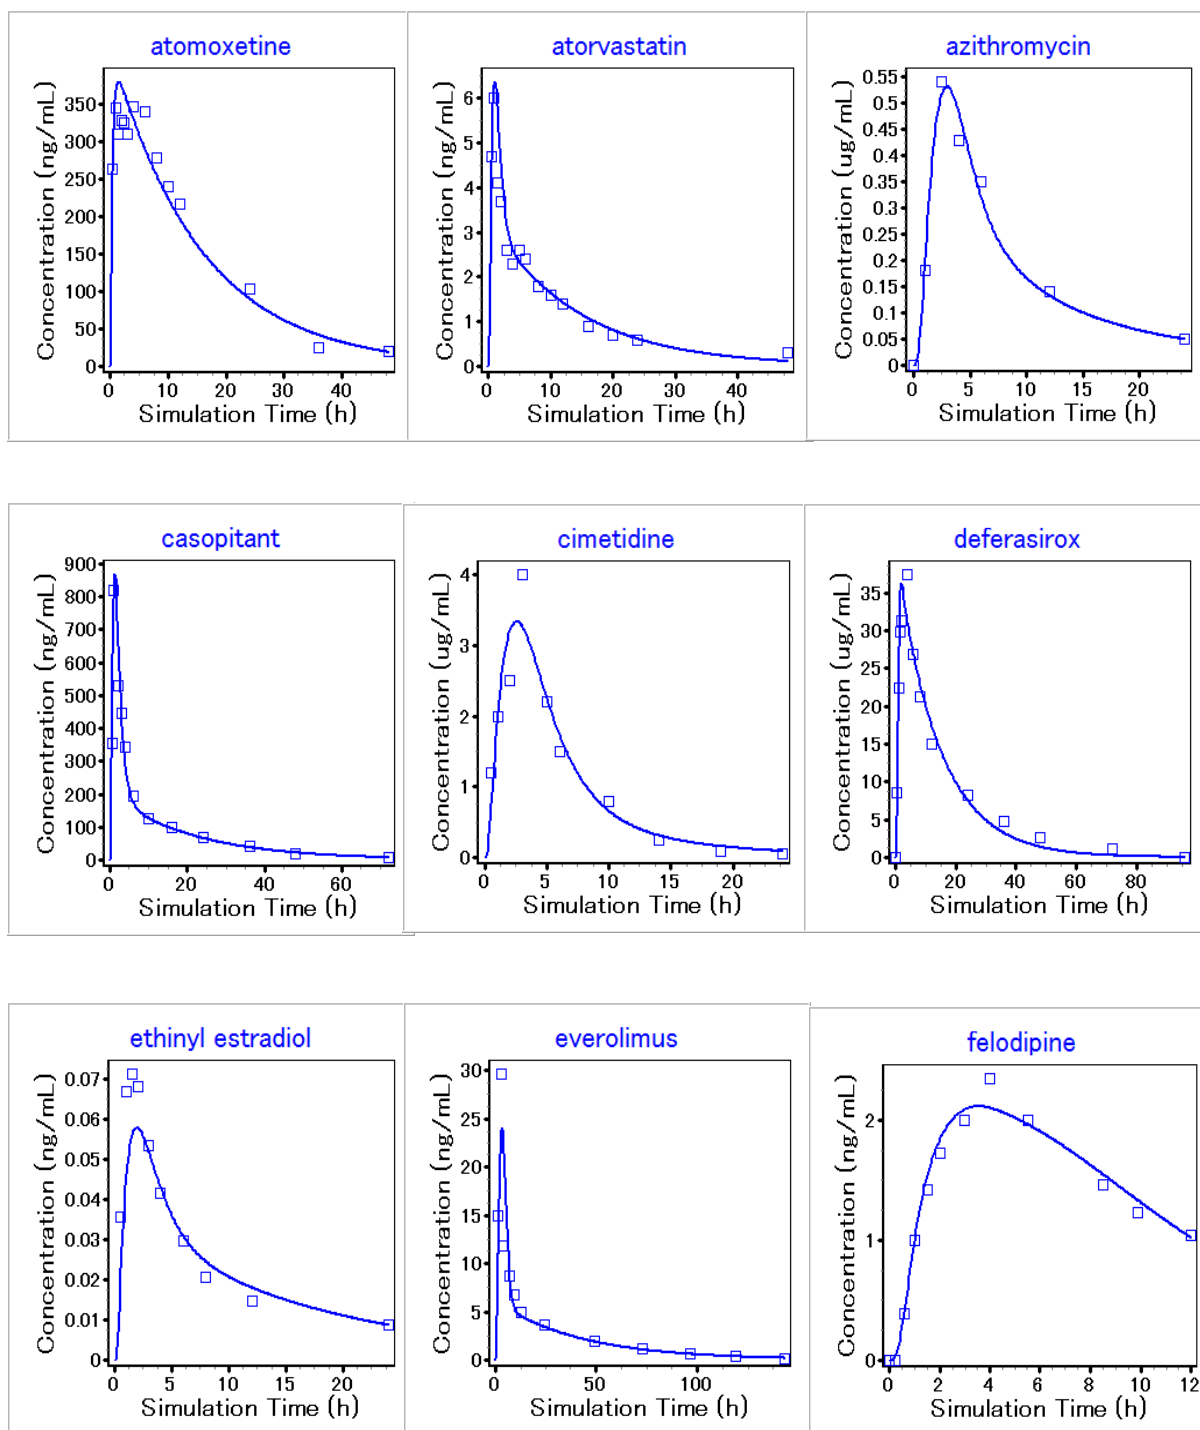 atomoxetine
Concentration (ng/mL)
350
300
250
200
150
100
50
0
0 10 20 30 40
Simulation Time (h)
atorvastatin
Concentration (ng/mL)
6
5
4
3
2
1
0
0 10 20 30 40
Simulation Time (h)
azithromycin
Concentration (ug/mL)
0.55
0.5
0.45
0.4
0.35
0.3
0.25
0.2
0.15
0.1
0.05
0
0 5 10 15 20
Simulation Time (h)
casopitant
Concentration (ng/mL)
900
800
700
600
500
400
300
200
100
0
0 20 40 60
Simulation Time (h)
cimetidine
Concentration (ug/mL)
4
3
2
1
0
0 5 10 15 20
Simulation Time (h)
deferasirox
Concentration (ug/mL)
35
30
25
20
15
10
5
0
0 20 40 60 80
Simulation Time (h)
ethinyl estradiol
Concentration (ng/mL)
0.07
0.06
0.05
0.04
0.03
0.02
0.01
0
0 5 10 15 20
Simulation Time (h)
everolimus
Concentration (ng/mL)
30
25
20
15
10
5
0
0 50 100
Simulation Time (h)
felodipine
Concentration (ng/mL)
2
1
0
0 2 4 6 8 10 12
Simulation Time (h)